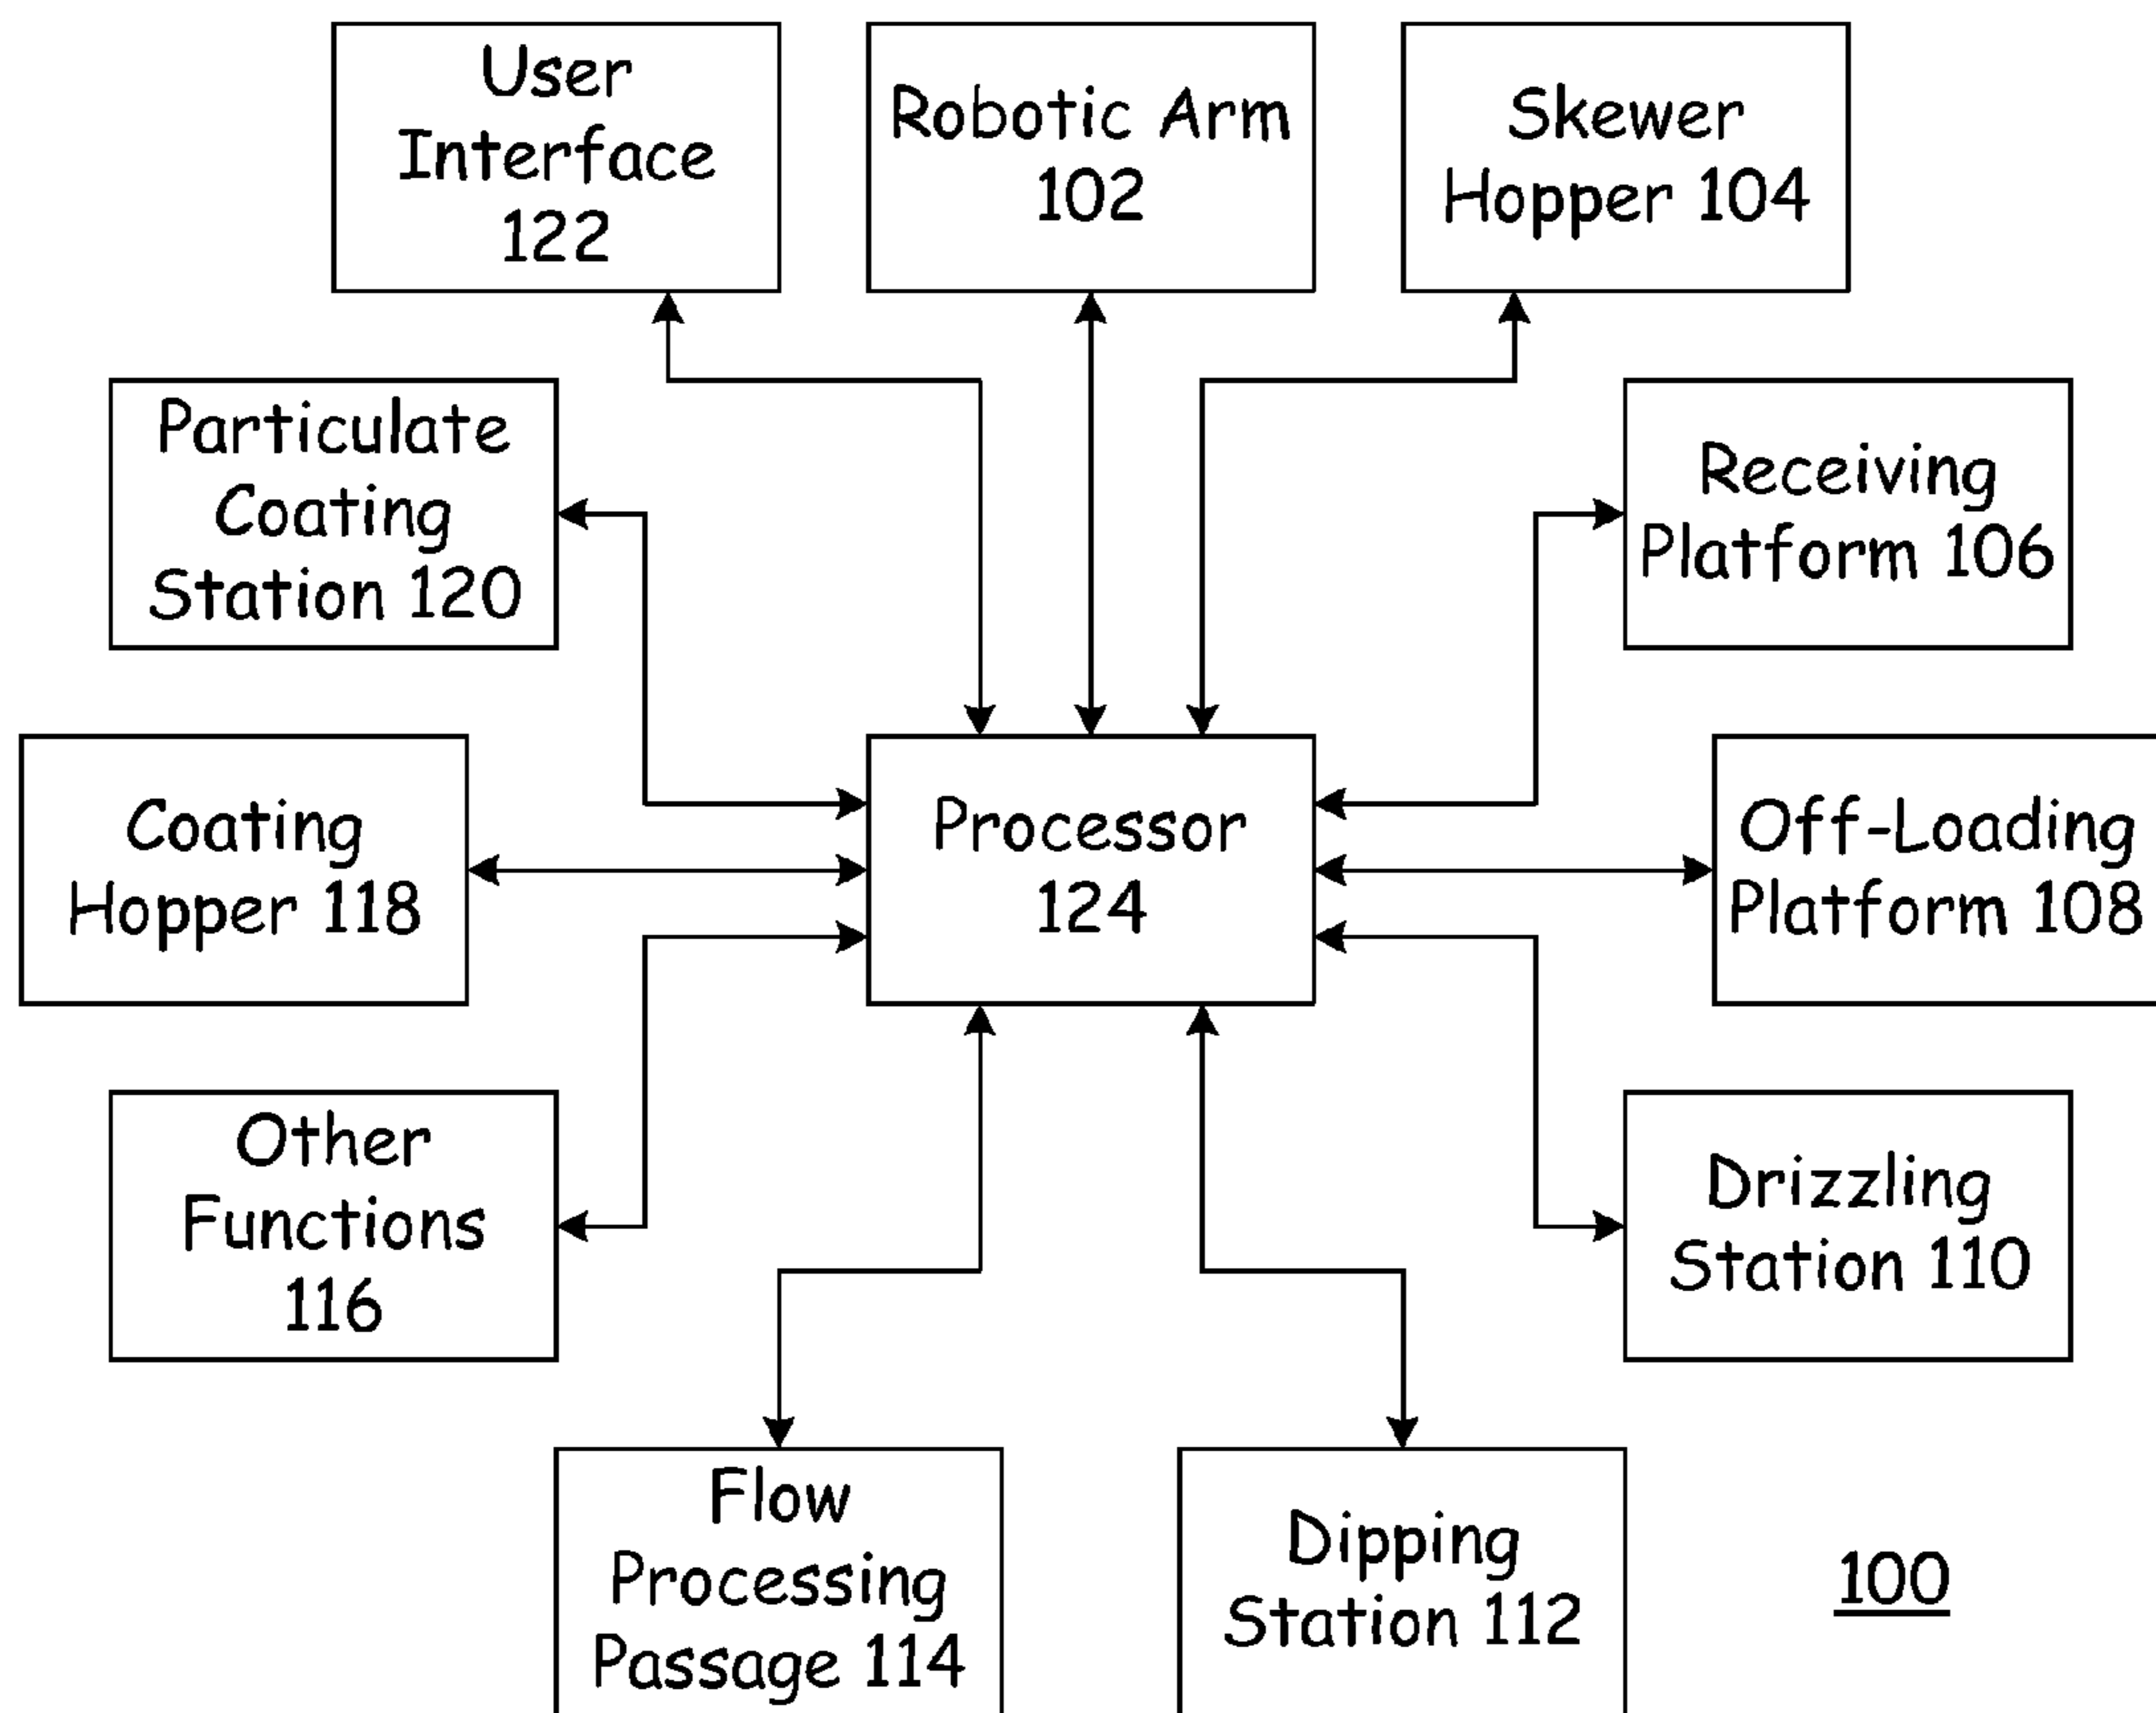 User
Interface
122
Robotic Arm
102
Skewer
Hopper 104
Particulate
Coating
Station 120
Receiving
Platform 106
Coating
Hopper 118
Processor
124
Off-Loading
Platform 108
Other
Functions
116
Drizzling
Station 110
Flow
Processing
Passage 114
Dipping
Station 112
100